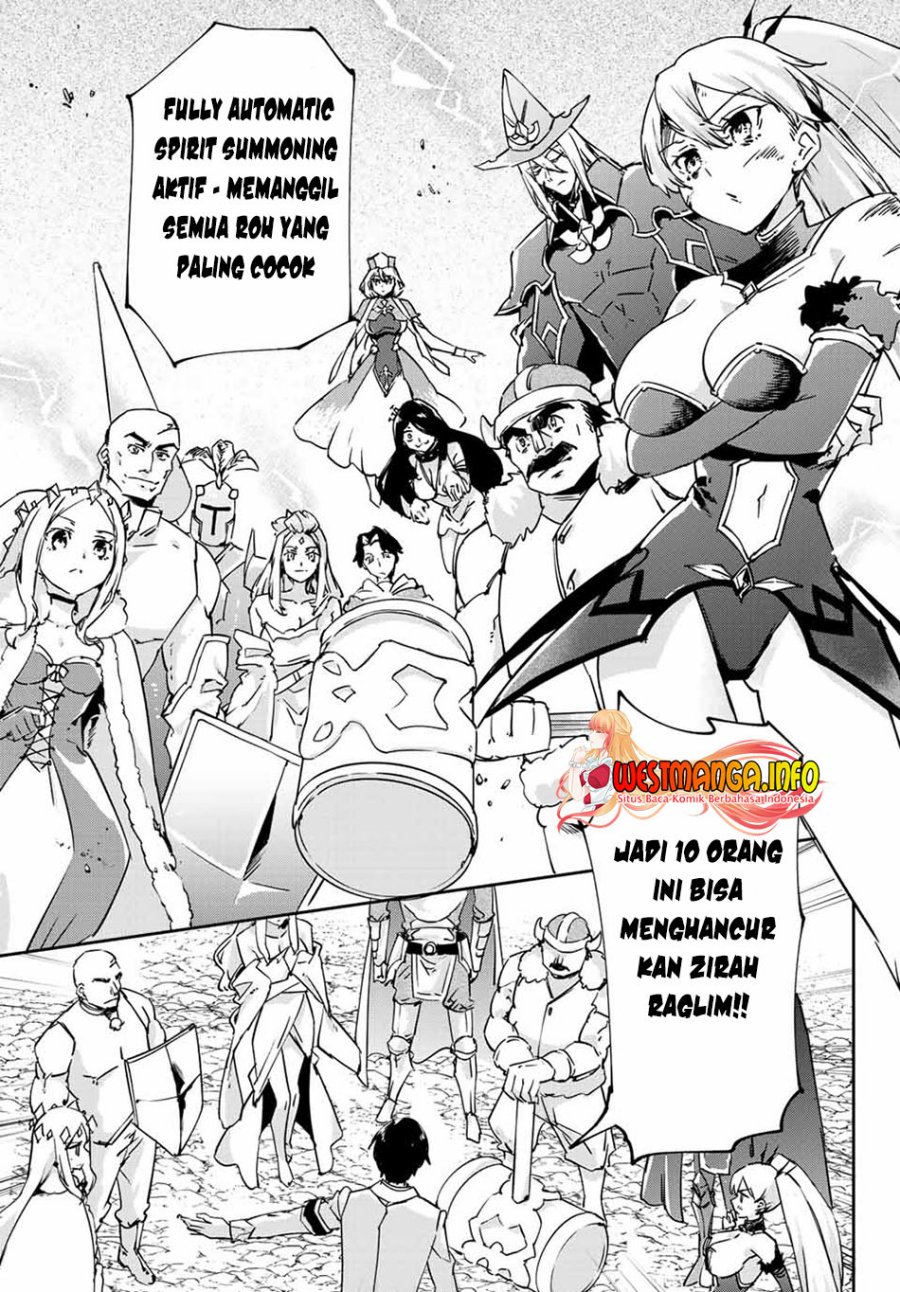 FULLY AUTOMATIC
SPIRIT SUMMONING
AKTIF - MEMANGGIL
SEMUA ROH YANG
PALING COCOK
WESTMANGA.INFO
Situs Baca Komik Berbahasa Indonesia
JADI 10 ORANG
INI BISA
MENGHANCUR
KAN ZIRAH
RAGLIM!!